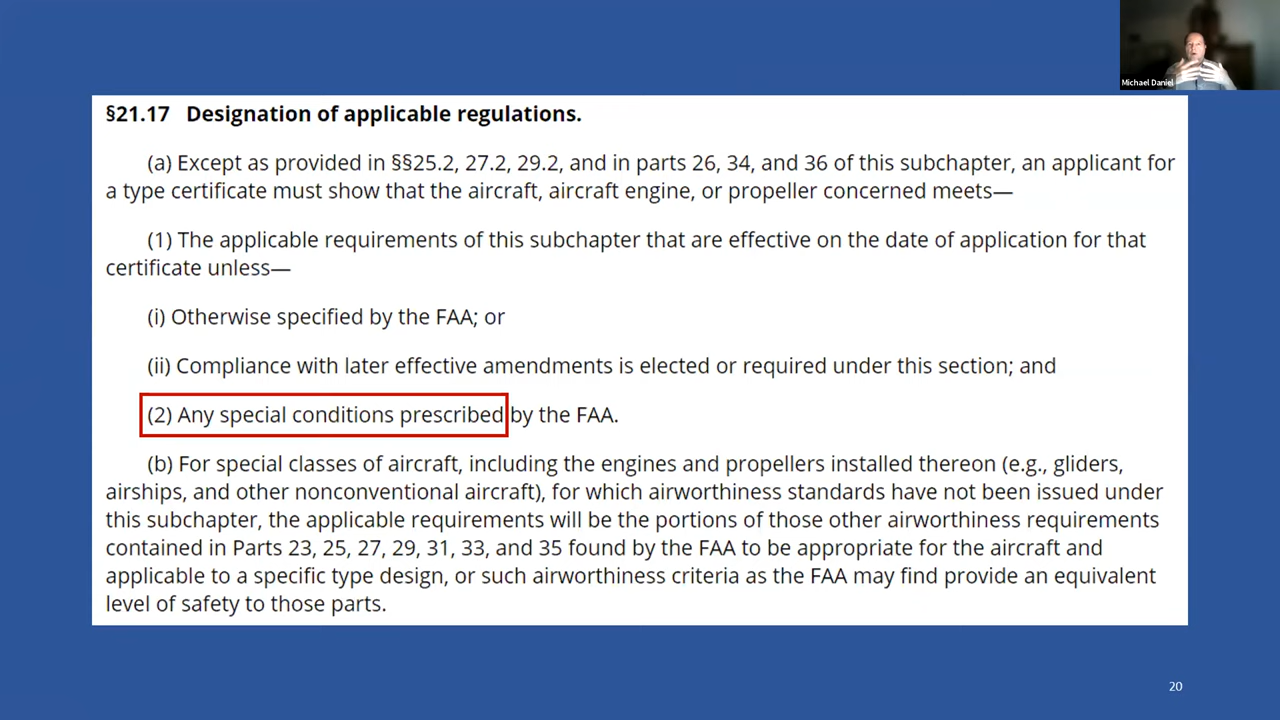 Michael Daniel
§21.17 Designation of applicable regulations.
(a) Except as provided in §§25.2, 27.2, 29.2, and in parts 26, 34, and 36 of this subchapter, an applicant for
a type certificate must show that the aircraft, aircraft engine, or propeller concerned meets—
(1) The applicable requirements of this subchapter that are effective on the date of application for that
certificate unless—
(i) Otherwise specified by the FAA; or
(ii) Compliance with later effective amendments is elected or required under this section; and
(2) Any special conditions prescribed by the FAA.
(b) For special classes of aircraft, including the engines and propellers installed thereon (e.g., gliders,
airships, and other nonconventional aircraft), for which airworthiness standards have not been issued under
this subchapter, the applicable requirements will be the portions of those other airworthiness requirements
contained in Parts 23, 25, 27, 29, 31, 33, and 35 found by the FAA to be appropriate for the aircraft and
applicable to a specific type design, or such airworthiness criteria as the FAA may find provide an equivalent
level of safety to those parts.
20